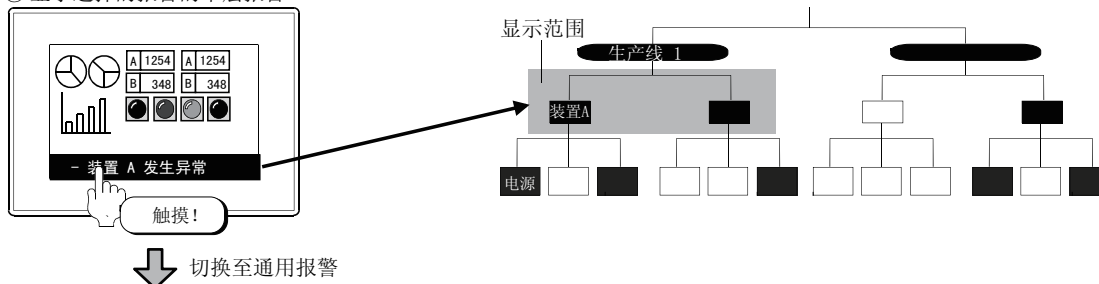 显示范围
生产线 1
A 1254 A 1254
B 348 B 348
装置A
- 装置 A 发生异常
电源
触摸!
切换至通用报警